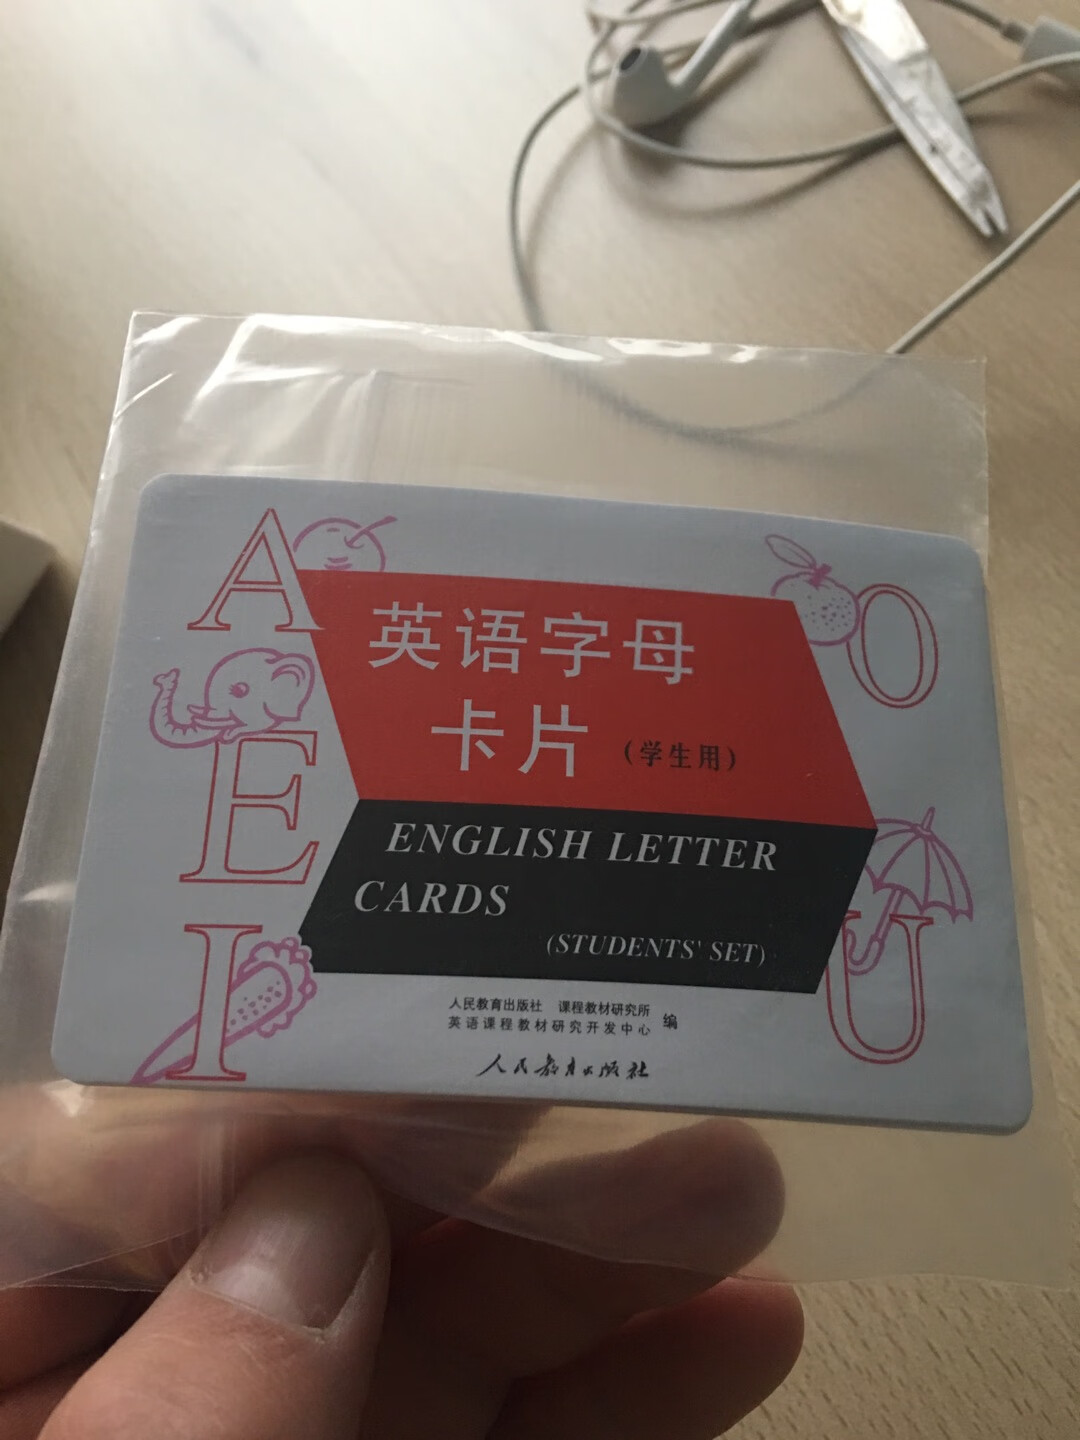 A
E
I
O
U
英语字母
卡片 (学生用)
ENGLISH LETTER
CARDS
(STUDENTS' SET)
人民教育出版社 课程教材研究所
英语课程教材研究开发中心 编
人民教育出版社